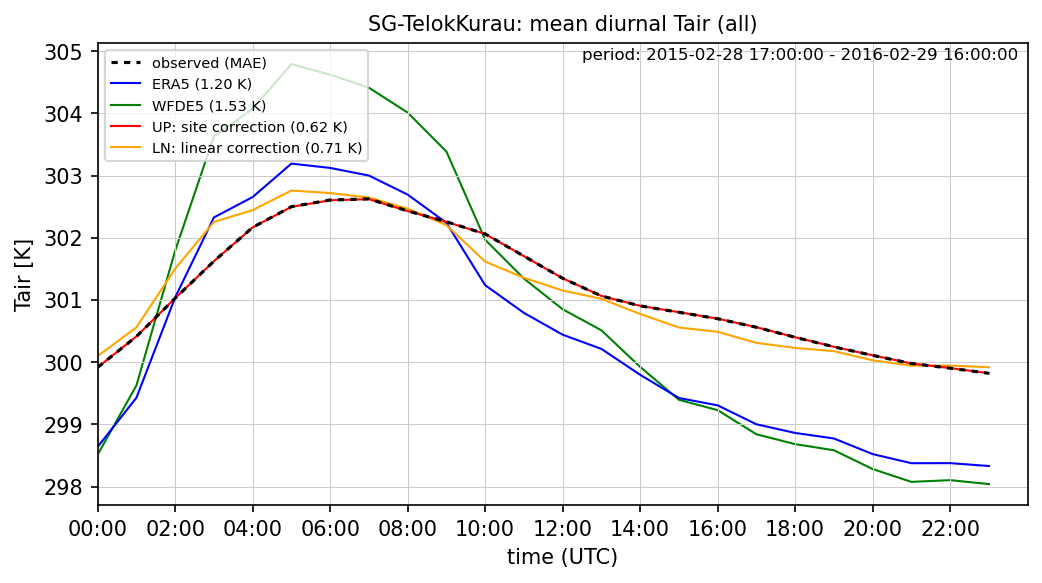 SG-TelokKurau: mean diurnal Tair (all)
period: 2015-02-28 17:00:00 - 2016-02-29 16:00:00
observed (MAE)
ERA5 (1.20 K)
WFDE5 (1.53 K)
UP: site correction (0.62 K)
LN: linear correction (0.71 K)
Tair [K]
305
304
303
302
301
300
299
298
00:00 02:00 04:00 06:00 08:00 10:00 12:00 14:00 16:00 18:00 20:00 22:00
time (UTC)